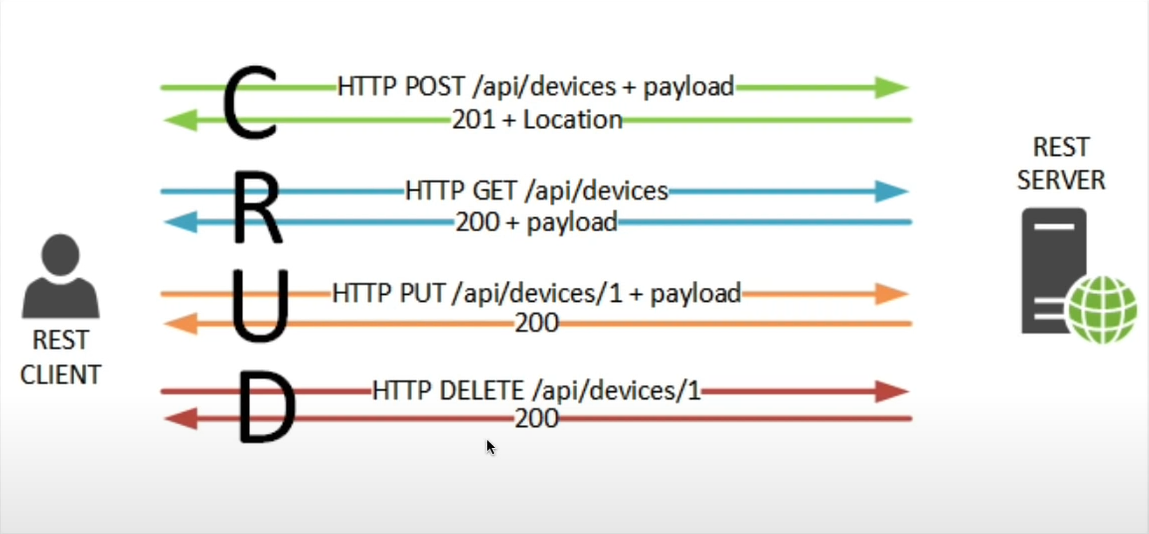 C
HTTP POST /api/devices + payload
201 + Location
R
HTTP GET /api/devices
200 + payload
U
HTTP PUT /api/devices/1 + payload
200
D
HTTP DELETE /api/devices/1
200
REST
CLIENT
REST
SERVER